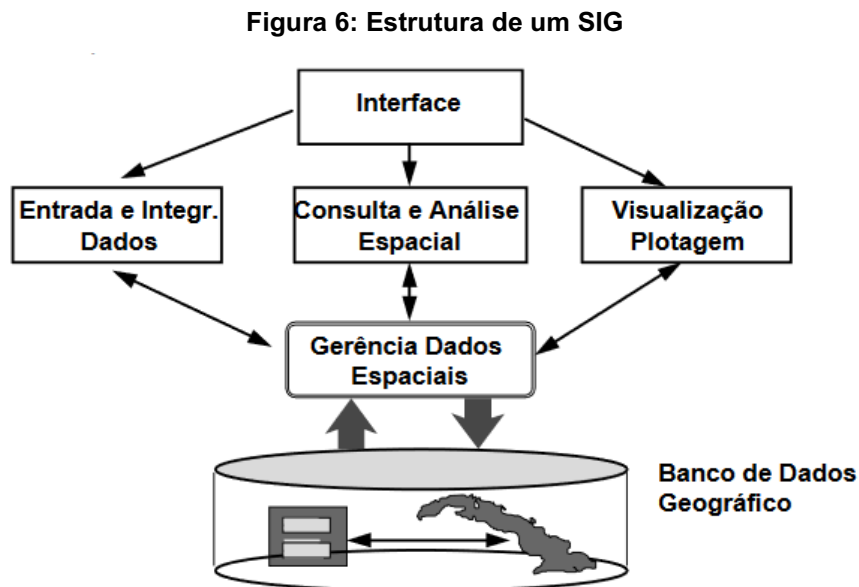 Figura 6: Estrutura de um SIG
Interface
Entrada e Integr.
Dados
Consulta e Análise
Espacial
Visualização
Plotagem
Gerência Dados
Espaciais
Banco de Dados
Geográfico